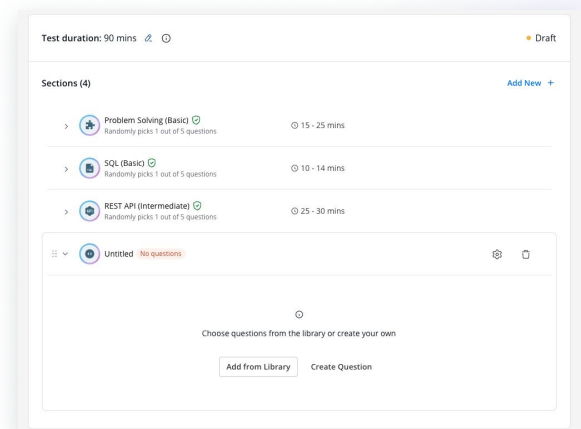 Test duration: 90 mins
Draft
Sections (4)
Add New +
Problem Solving (Basic)
Randomly picks 1 out of 5 questions
15 - 25 mins
SQL (Basic)
Randomly picks 1 out of 5 questions
10 - 14 mins
REST API (Intermediate)
Randomly picks 1 out of 5 questions
25 - 30 mins
Untitled No questions
Choose questions from the library or create your own
Add from Library Create Question